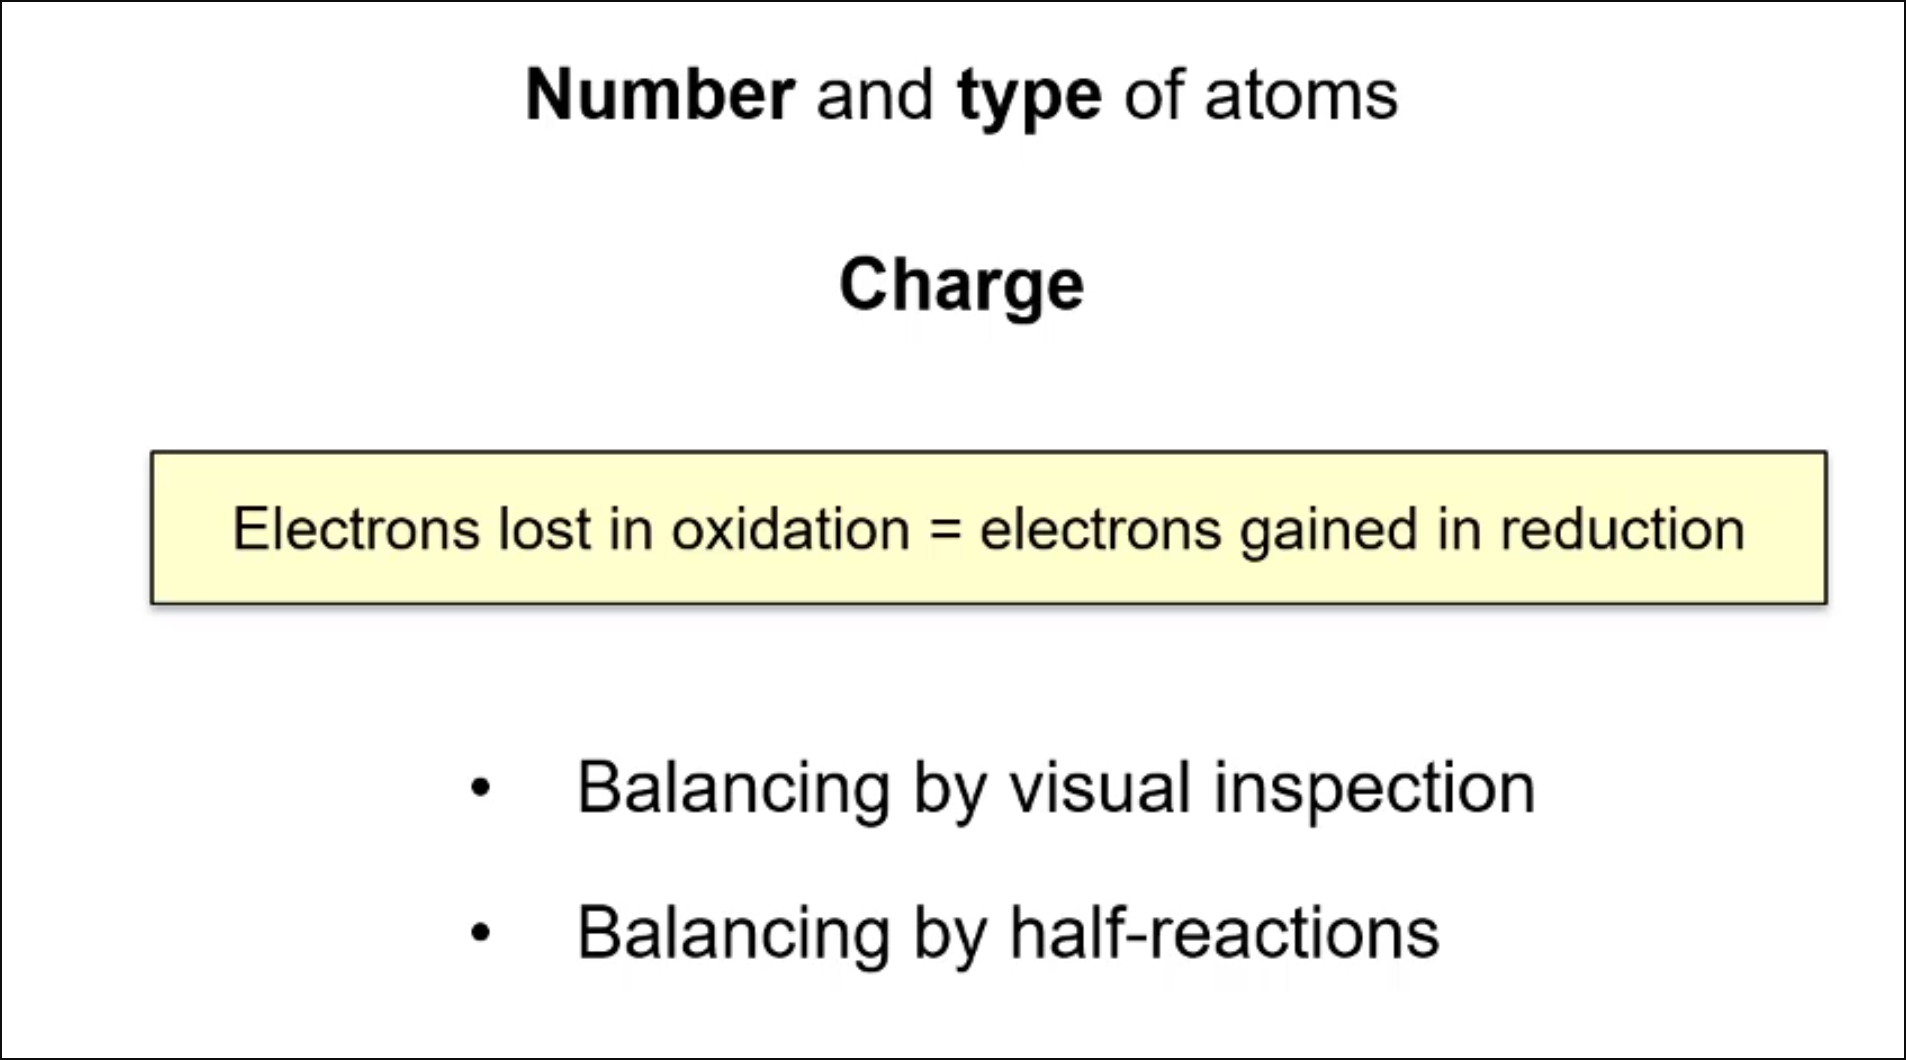 Number and type of atoms
Charge
Electrons lost in oxidation = electrons gained in reduction
• Balancing by visual inspection
• Balancing by half-reactions